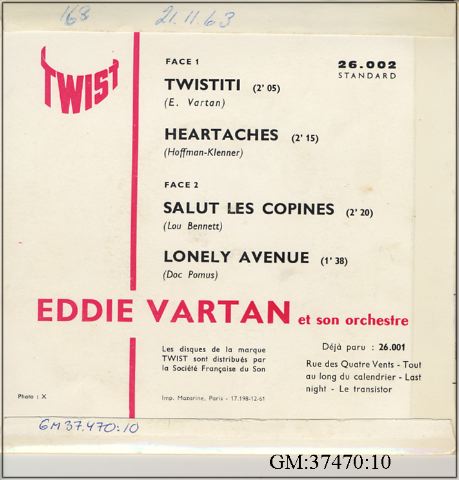 168 21.11.63
TWIST
FACE 1
26.002
STANDARD
TWISTITI (2' 05)
(E. Vartan)
HEARTACHES (2' 15)
(Hoffman-Klenner)
FACE 2
SALUT LES COPINES (2' 20)
(Lou Bennett)
LONELY AVENUE (1' 38)
(Doc Pomus)
EDDIE VARTAN et son orchestre
Les disques de la marque
TWIST sont distribués par
la Société Française du Son
Déjà paru : 26.001
Rue des Quatre Vents - Tout
au long du calendrier - Last
night - Le transistor
Photo : X
Imp. Mazarine, Paris - 17.198-12-61
GM37.470:10
GM:37470:10